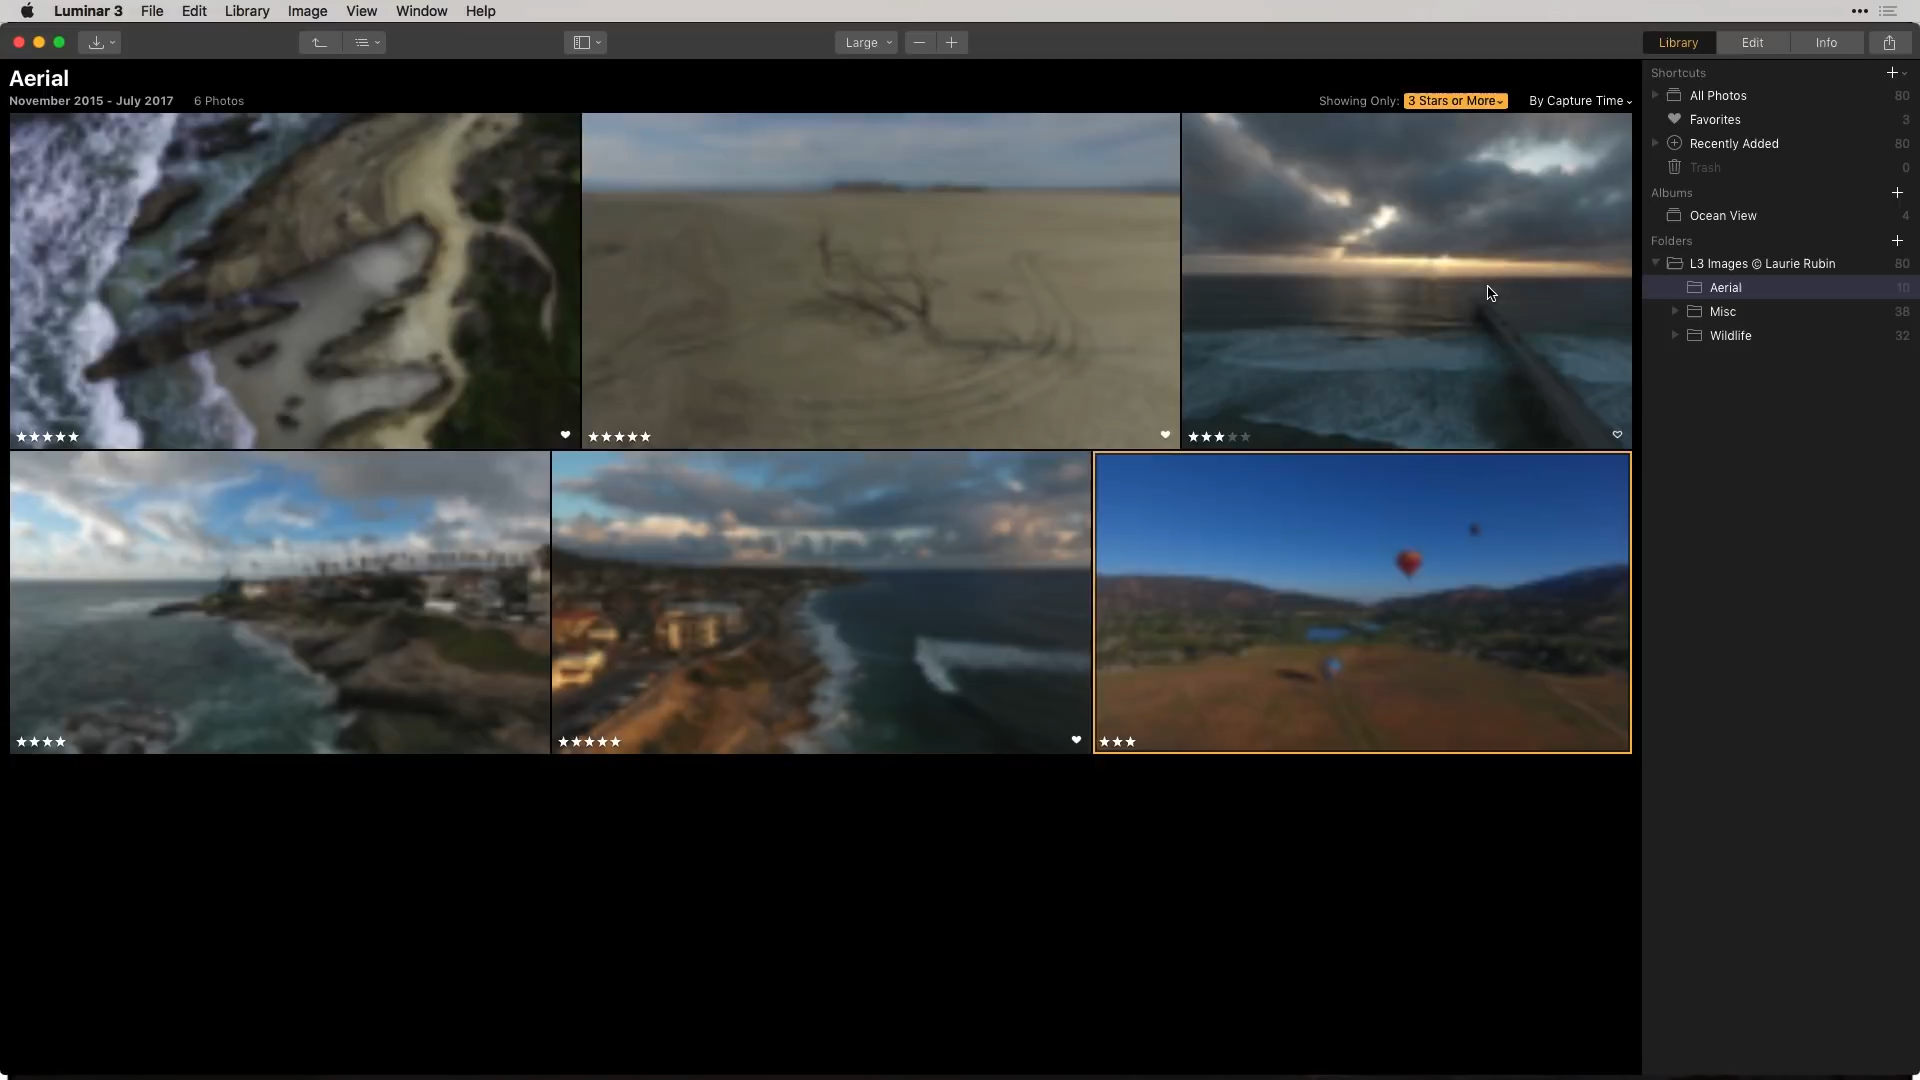 Luminar 3 File Edit Library Image View Window Help
Large
Library Edit Info
Aerial
November 2015 - July 2017 6 Photos
Showing Only: 3 Stars or More By Capture Time
Shortcuts
All Photos 80
Favorites 3
Recently Added 80
Trash 0
Albums
Ocean View 4
Folders
L3 Images © Laurie Rubin 80
Aerial 10
Misc 38
Wildlife 32